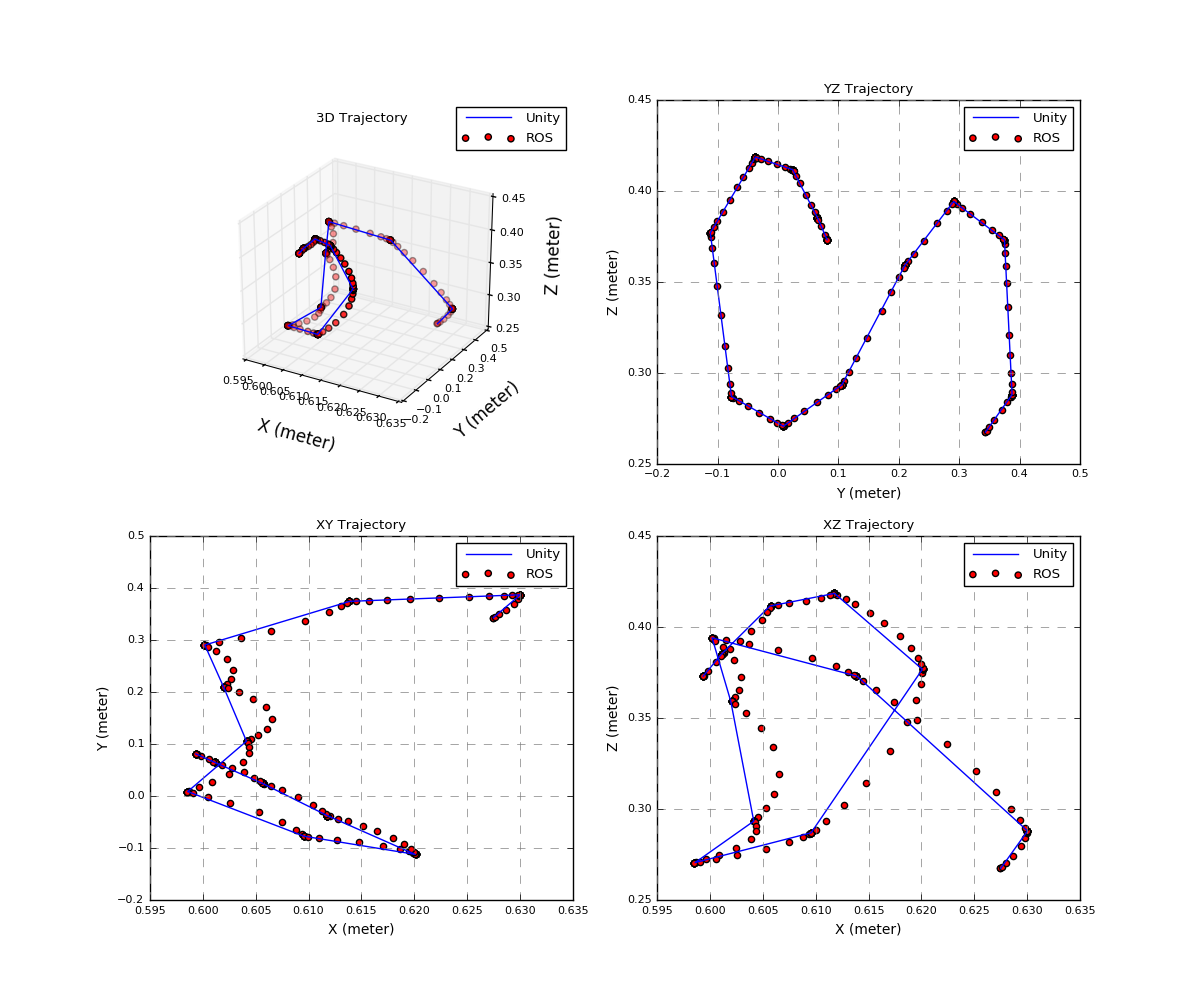 3D Trajectory
Unity
ROS
0.45
0.40
0.35
0.30
0.25
Z (meter)
0.595
0.600
0.605
0.610
0.615
0.620
0.625
0.630
0.635
X (meter)
−0.2
−0.1
0.0
0.1
0.2
0.3
0.4
0.5
Y (meter)
YZ Trajectory
Unity
ROS
0.45
0.40
0.35
0.30
0.25
Z (meter)
−0.2 −0.1 0.0 0.1 0.2 0.3 0.4 0.5
Y (meter)
XY Trajectory
Unity
ROS
0.5
0.4
0.3
0.2
0.1
0.0
−0.1
−0.2
Y (meter)
0.595 0.600 0.605 0.610 0.615 0.620 0.625 0.630 0.635
X (meter)
XZ Trajectory
Unity
ROS
0.45
0.40
0.35
0.30
0.25
Z (meter)
0.595 0.600 0.605 0.610 0.615 0.620 0.625 0.630 0.635
X (meter)